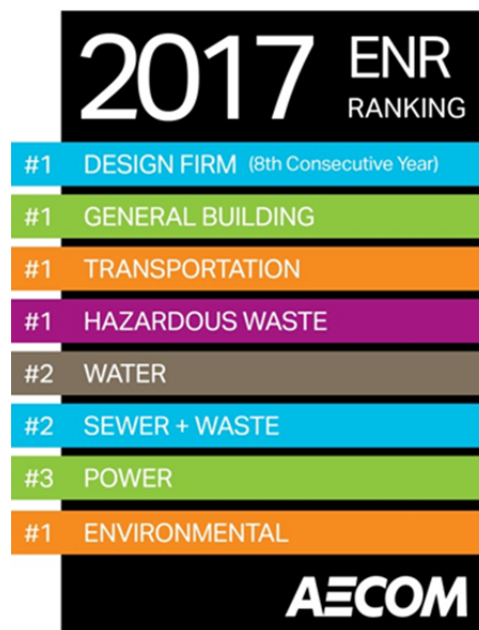 2017 ENR
RANKING
#1 DESIGN FIRM (8th Consecutive Year)
#1 GENERAL BUILDING
#1 TRANSPORTATION
#1 HAZARDOUS WASTE
#2 WATER
#2 SEWER + WASTE
#3 POWER
#1 ENVIRONMENTAL
AECOM